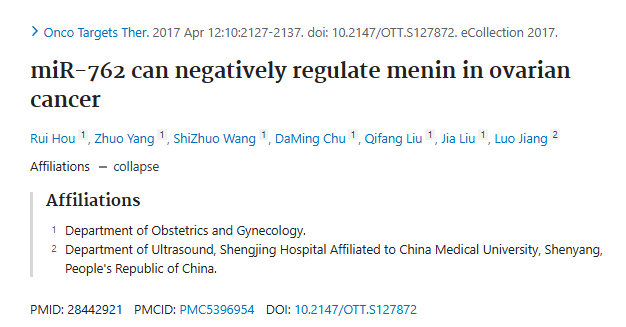 > Onco Targets Ther. 2017 Apr 12:10:2127-2137. doi: 10.2147/OTT.S127872. eCollection 2017.
miR-762 can negatively regulate menin in ovarian
cancer
Rui Hou 1, Zhuo Yang 1, ShiZhuo Wang 1, DaMing Chu 1, Qifang Liu 1, Jia Liu 1, Luo Jiang 2
Affiliations — collapse
Affiliations
1 Department of Obstetrics and Gynecology.
2 Department of Ultrasound, Shengjing Hospital Affiliated to China Medical University, Shenyang,
People's Republic of China.
PMID: 28442921 PMCID: PMC5396954 DOI: 10.2147/OTT.S127872